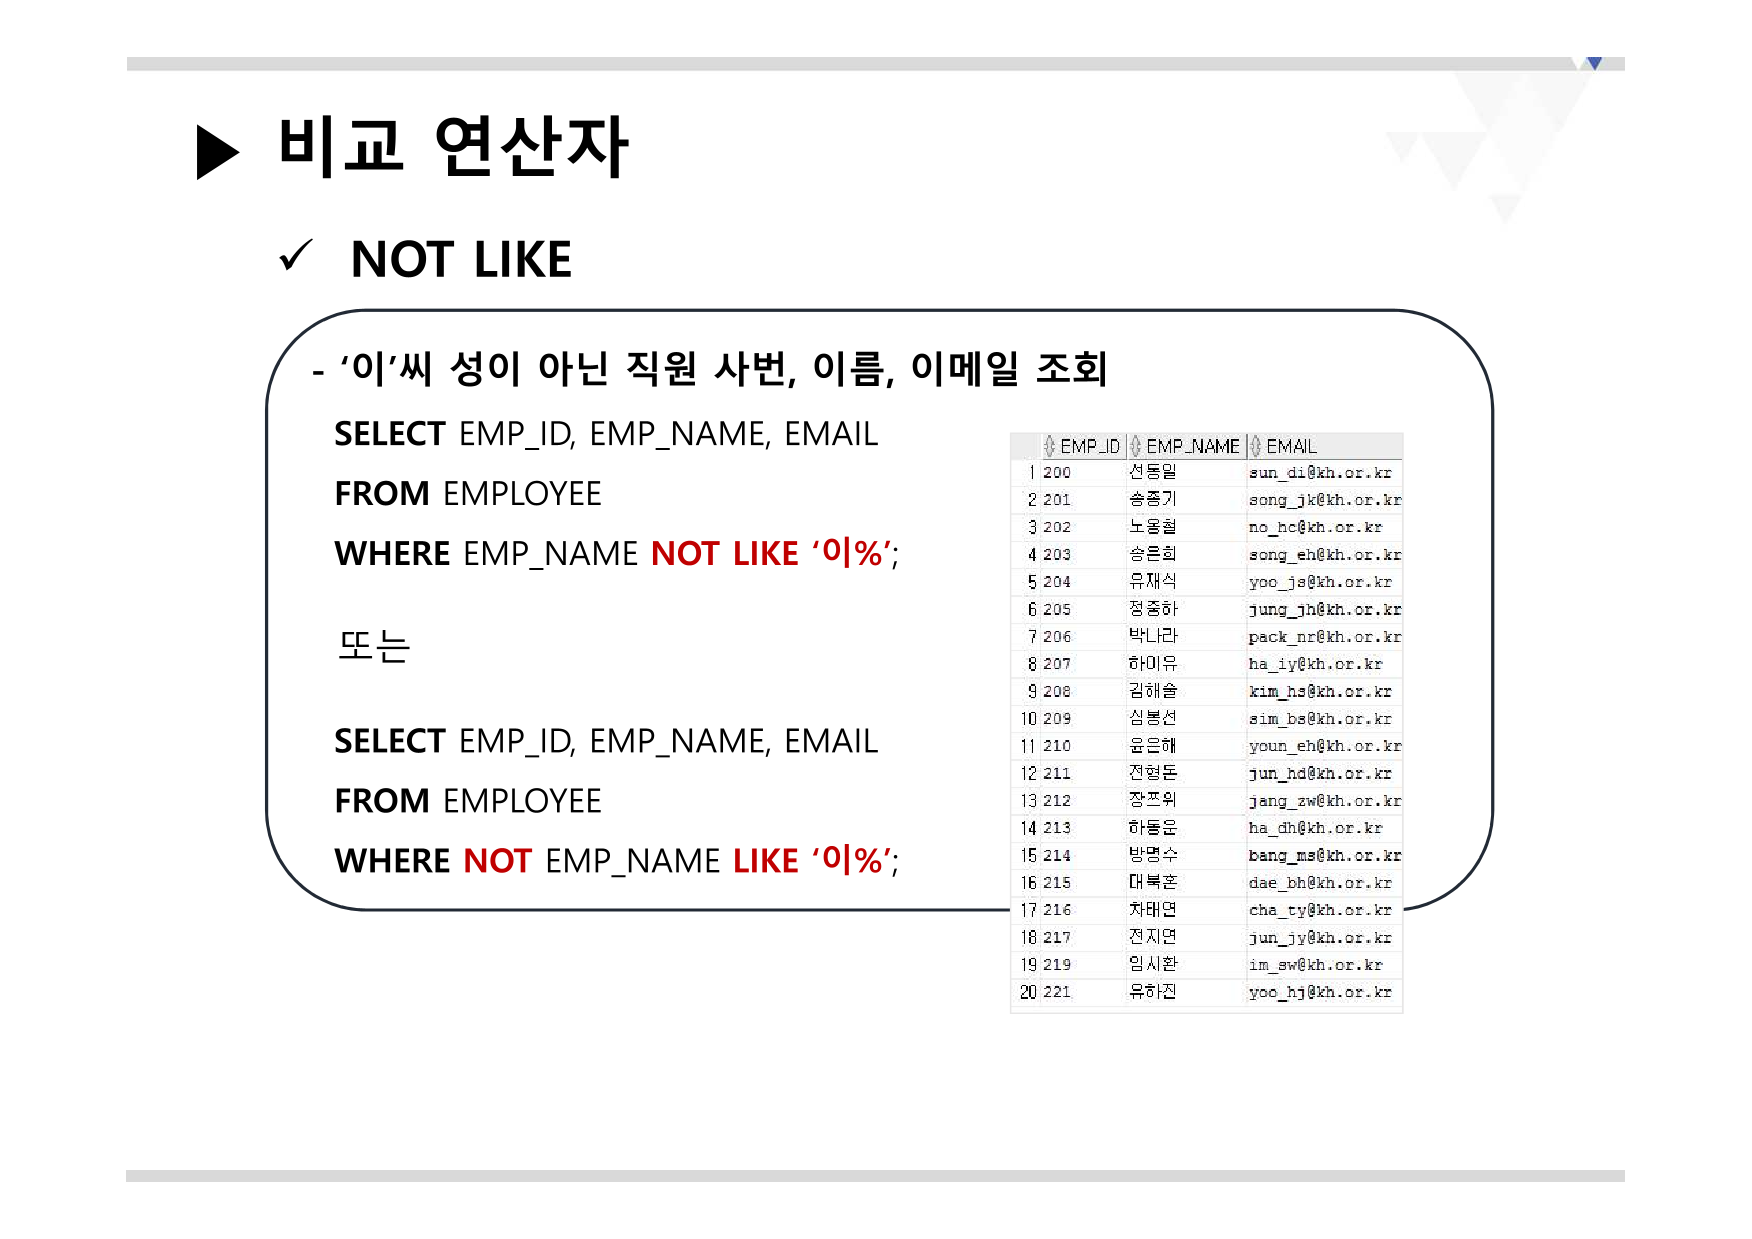 ▶ 비교 연산자
✓ NOT LIKE
- ‘이’씨 성이 아닌 직원 사번, 이름, 이메일 조회
SELECT EMP_ID, EMP_NAME, EMAIL
FROM EMPLOYEE
WHERE EMP_NAME NOT LIKE ‘이%’;
또는
SELECT EMP_ID, EMP_NAME, EMAIL
FROM EMPLOYEE
WHERE NOT EMP_NAME LIKE ‘이%’;
EMP_ID EMP_NAME EMAIL
1 200 선동일 sun_di@kh.or.kr
2 201 송종기 song_jk@kh.or.kr
3 202 노옹철 no_hc@kh.or.kr
4 203 송은희 song_eh@kh.or.kr
5 204 유재식 yoo_js@kh.or.kr
6 205 정중하 jung_jh@kh.or.kr
7 206 박나라 pack_nr@kh.or.kr
8 207 하이유 ha_iy@kh.or.kr
9 208 김해술 kim_hs@kh.or.kr
10 209 심봉선 sim_bs@kh.or.kr
11 210 윤은해 youn_eh@kh.or.kr
12 211 전형돈 jun_hd@kh.or.kr
13 212 장쯔위 jang_zw@kh.or.kr
14 213 하동운 ha_dh@kh.or.kr
15 214 방명수 bang_ms@kh.or.kr
16 215 대북혼 dae_bh@kh.or.kr
17 216 차태연 cha_ty@kh.or.kr
18 217 전지연 jun_jy@kh.or.kr
19 219 임시환 im_sw@kh.or.kr
20 221 유하진 yoo_hj@kh.or.kr